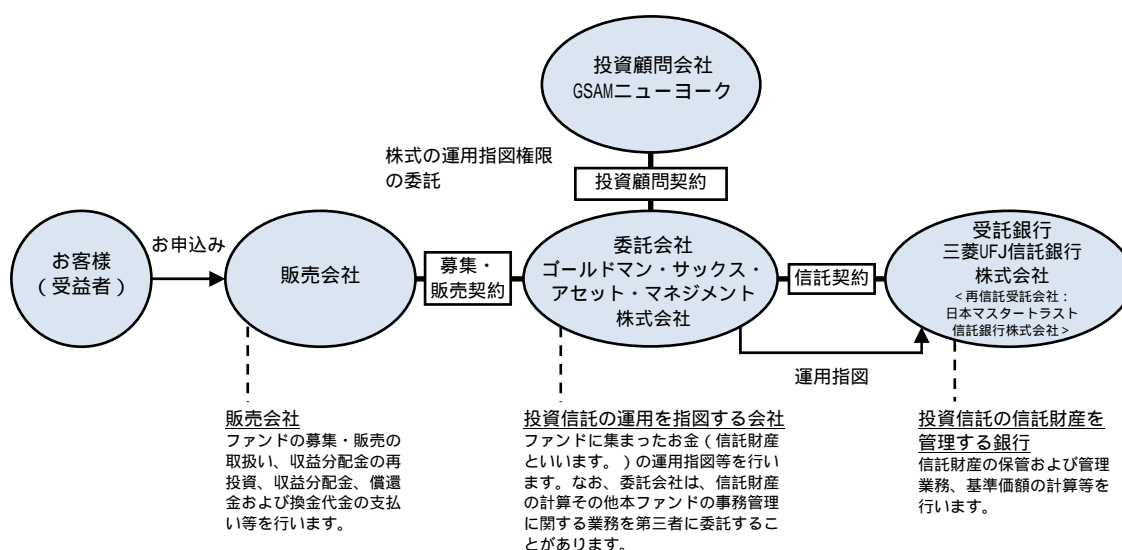 投資顧問会社
GSAMニューヨーク
株式の運用指図権限
の委託
投資顧問契約
お客様
（受益者）
お申込み
販売会社
募集・
販売契約
委託会社
ゴールドマン・サックス・
アセット・マネジメント
株式会社
信託契約
受託銀行
三菱UFJ信託銀行
株式会社
<再信託受託会社：
日本マスタートラスト
信託銀行株式会社>
運用指図
販売会社
ファンドの募集・販売の
取扱い、収益分配金の再
投資、収益分配金、償還
金および換金代金の支払
い等を行います。
投資信託の運用を指図する会社
ファンドに集まったお金（信託財産
といいます。）の運用指図等を行い
ます。なお、委託会社は、信託財産
の計算その他本ファンドの事務管理
に関する業務を第三者に委託するこ
とがあります。
投資信託の信託財産を
管理する銀行
信託財産の保管および管理
業務、基準価額の計算等を
行います。